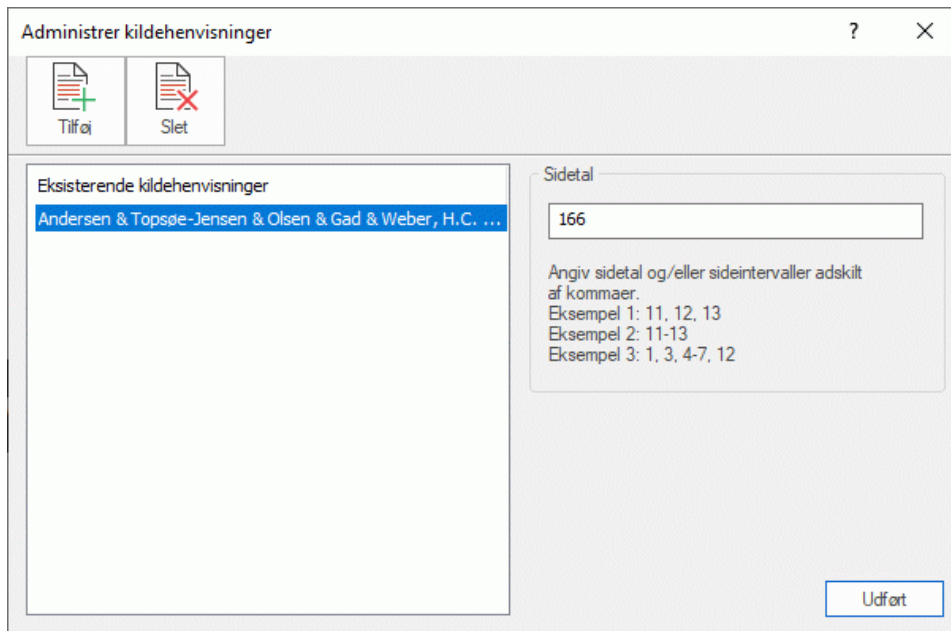 Administrer kildehenvisninger
?
Tilføj
Slet
Eksisterende kildehenvisninger
Andersen & Topsøe-Jensen & Olsen & Gad & Weber, H.C. ...
Sidetal
166
Angiv sidetal og/eller sideintervaller adskilt
af kommaer.
Eksempel 1: 11, 12, 13
Eksempel 2: 11-13
Eksempel 3: 1, 3, 4-7, 12
Udført